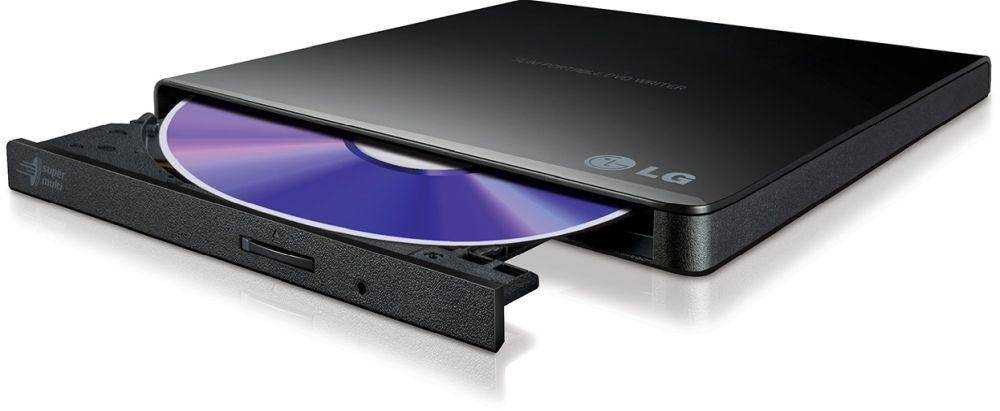 SLIM PORTABLE DVD WRITER
LG
super
multi